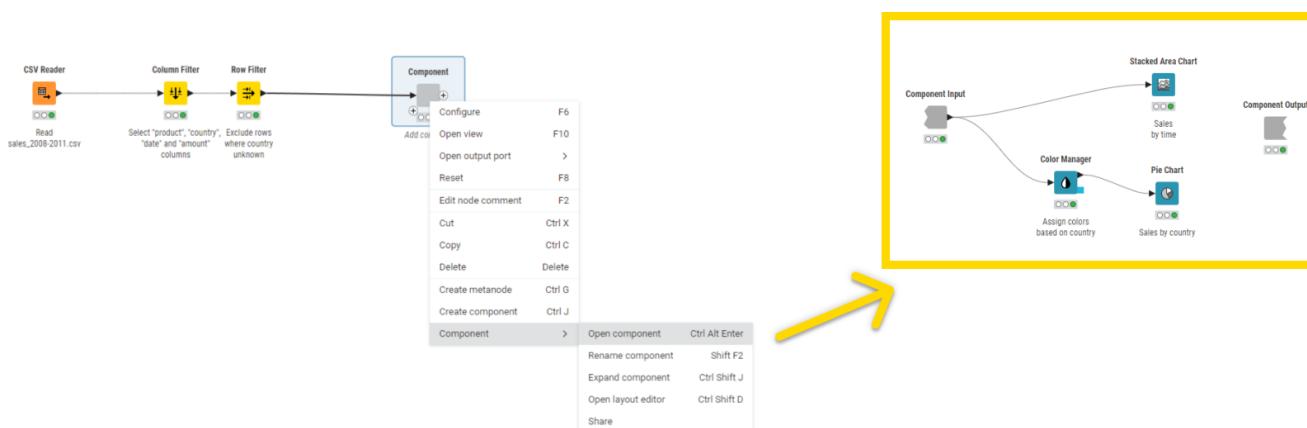 CSV Reader
Read
sales_2008-2011.csv
Column Filter
Select "product", "country",
"date" and "amount"
columns
Row Filter
Exclude rows
where country
unknown
Component
Add co
Configure F6
Open view F10
Open output port >
Reset F8
Edit node comment F2
Cut Ctrl X
Copy Ctrl C
Delete Delete
Create metanode Ctrl G
Create component Ctrl J
Component >
Open component Ctrl Alt Enter
Rename component Shift F2
Expand component Ctrl Shift J
Open layout editor Ctrl Shift D
Share
Component Input
Stacked Area Chart
Sales
by time
Color Manager
Assign colors
based on country
Pie Chart
Sales by country
Component Output